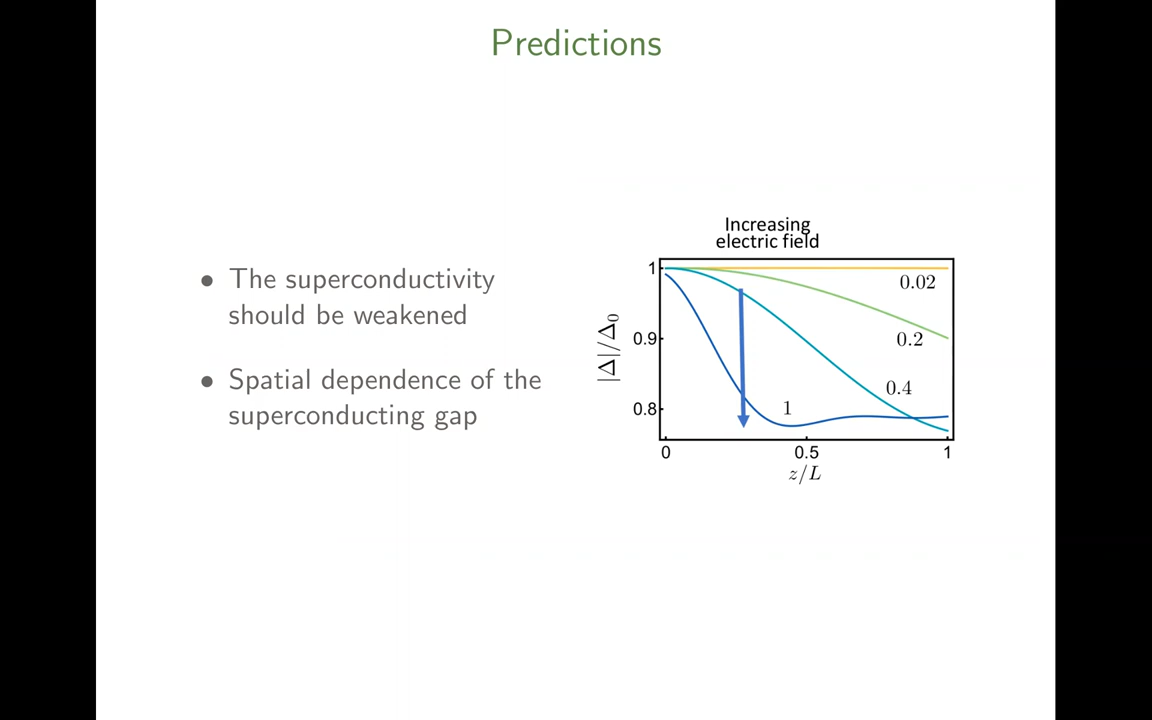 Predictions
• The superconductivity
should be weakened
• Spatial dependence of the
superconducting gap
Increasing
electric field
|Δ|/Δ₀
1
0.9
0.8
0.02
0.2
0.4
1
0 0.5 1
z/L